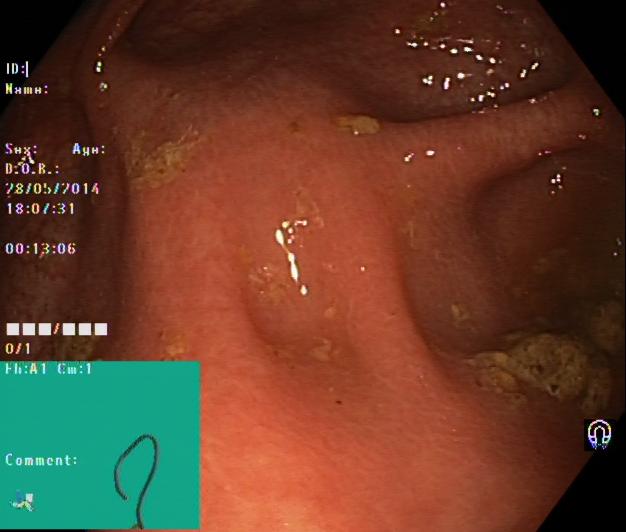 ID:
Name:
Sex: Age:
D.O.B.:
28/05/2014
18:07:31
00:13:06
0/1
Eh:A1 Cm:1
Comment: